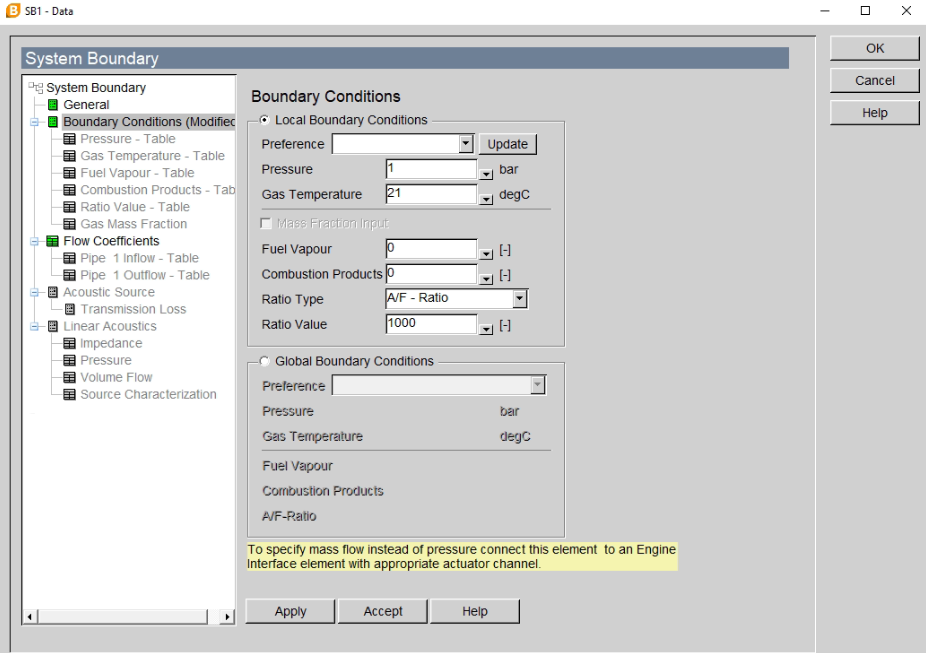 SB1 - Data
System Boundary
OK
Cancel
Help
System Boundary
General
Boundary Conditions (Modified
Pressure - Table
Gas Temperature - Table
Fuel Vapour - Table
Combustion Products - Tab
Ratio Value - Table
Gas Mass Fraction
Flow Coefficients
Pipe 1 Inflow - Table
Pipe 1 Outflow - Table
Acoustic Source
Transmission Loss
Linear Acoustics
Impedance
Pressure
Volume Flow
Source Characterization
Boundary Conditions
Local Boundary Conditions
Preference Update
Pressure 1 bar
Gas Temperature 21 degC
Mass Fraction Input
Fuel Vapour 0 [-]
Combustion Products 0 [-]
Ratio Type A/F - Ratio
Ratio Value 1000 [-]
Global Boundary Conditions
Preference
Pressure bar
Gas Temperature degC
Fuel Vapour
Combustion Products
A/F-Ratio
To specify mass flow instead of pressure connect this element to an Engine
Interface element with appropriate actuator channel.
Apply Accept Help